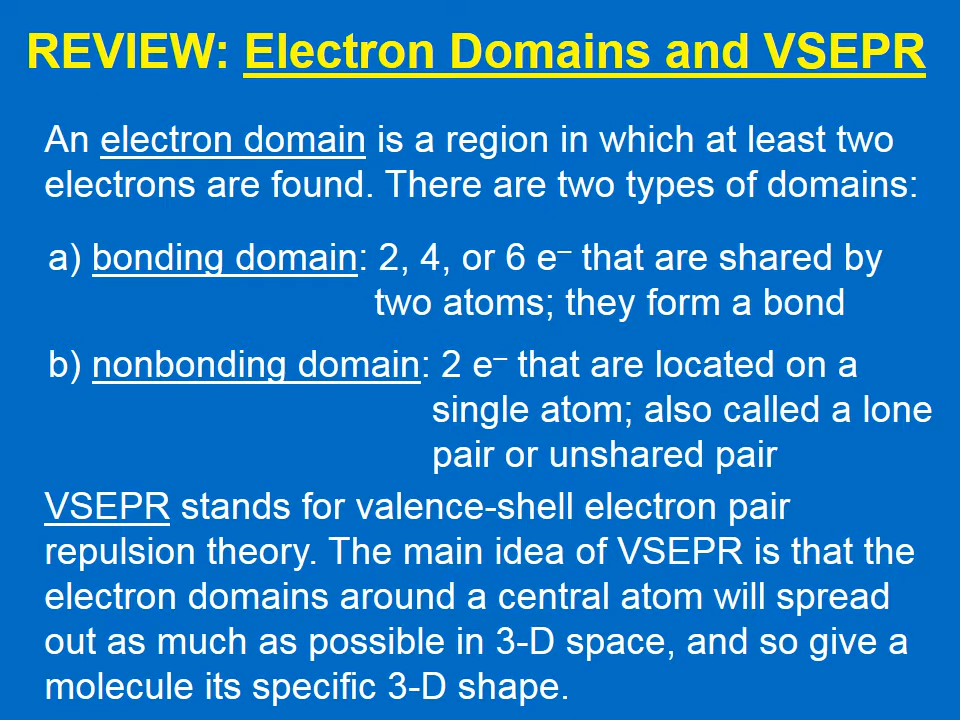 REVIEW: Electron Domains and VSEPR
An electron domain is a region in which at least two
electrons are found. There are two types of domains:
a) bonding domain: 2, 4, or 6 e– that are shared by
two atoms; they form a bond
b) nonbonding domain: 2 e– that are located on a
single atom; also called a lone
pair or unshared pair
VSEPR stands for valence-shell electron pair
repulsion theory. The main idea of VSEPR is that the
electron domains around a central atom will spread
out as much as possible in 3-D space, and so give a
molecule its specific 3-D shape.